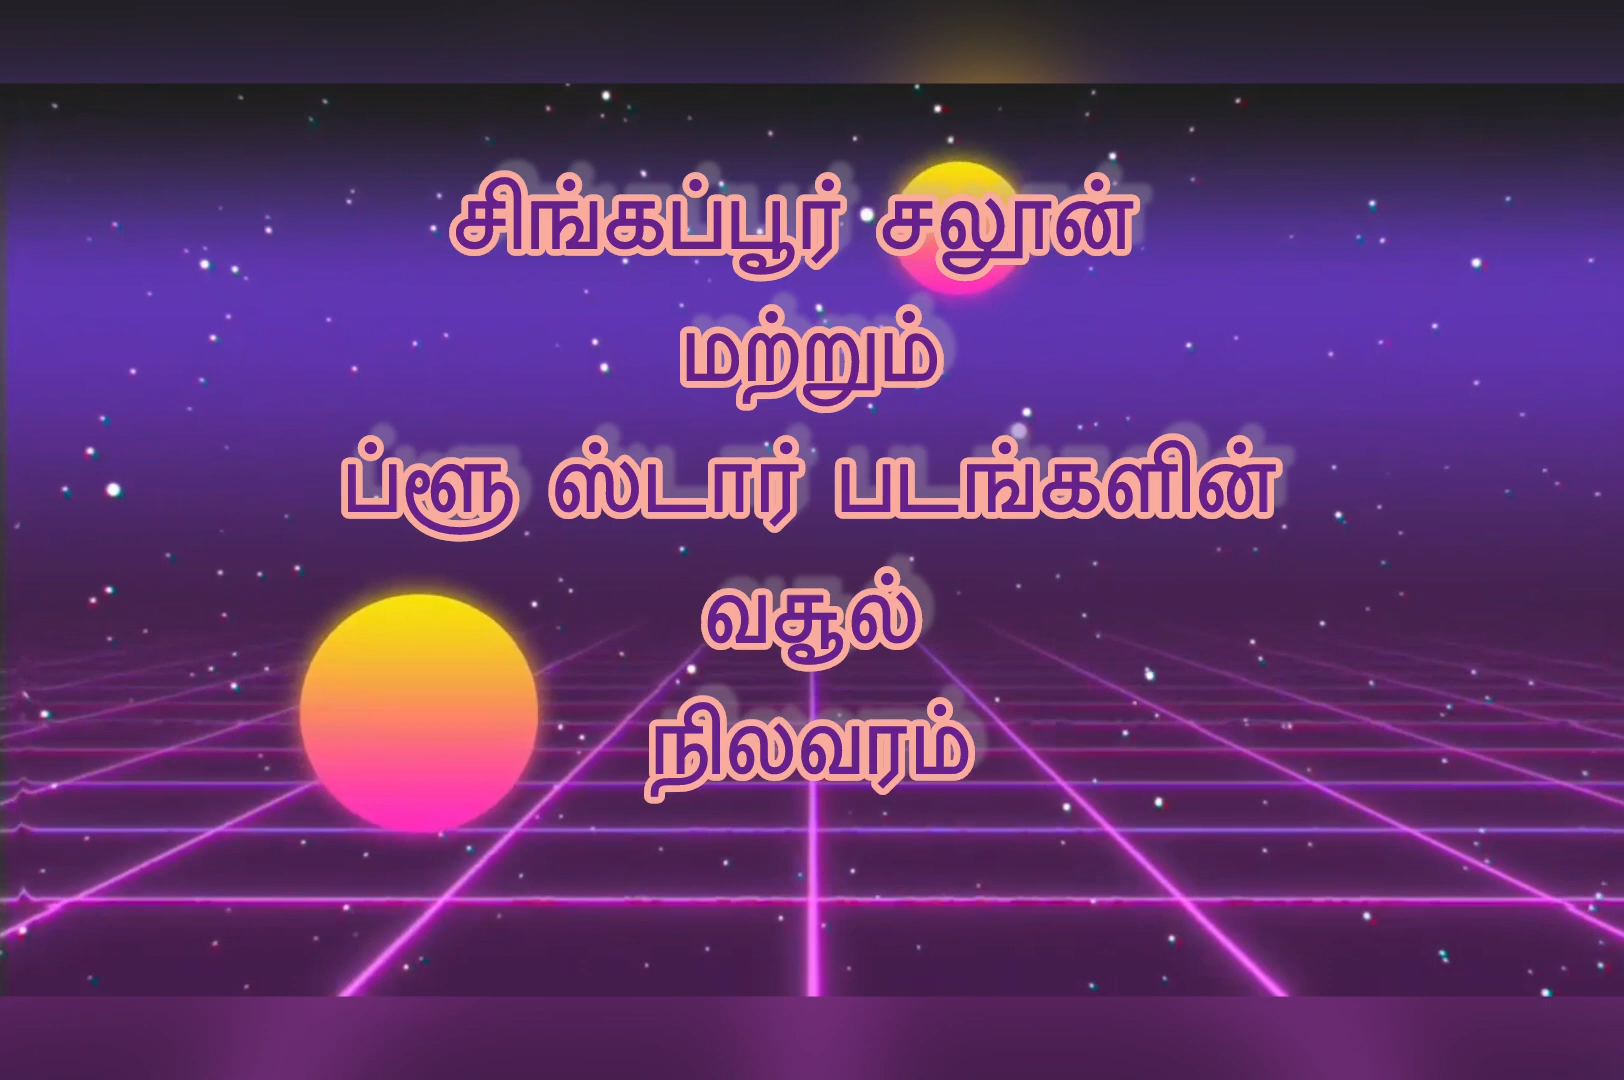 சிங்கப்பூர் சலூன்
மற்றும்
ப்ளூ ஸ்டார் படங்களின்
வசூல்
நிலவரம்